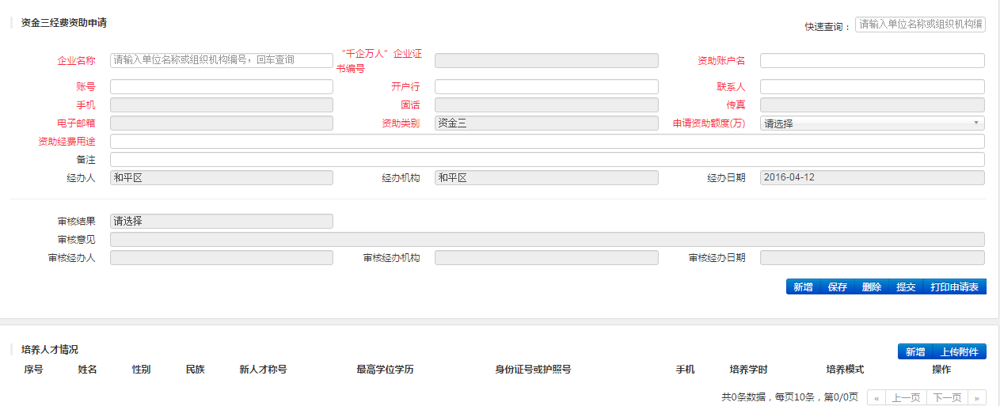 资金三经费资助申请
快速查询： 请输入单位名称或组织机构编
企业名称 请输入单位名称或组织机构编号，回车查询 “千企万人”企业证书编号 资助账户名
账号 开户行 联系人
手机 固话 传真
电子邮箱 资助类别 资金三 申请资助额度(万) 请选择
资助经费用途
备注
经办人 和平区 经办机构 和平区 经办日期 2016-04-12
审核结果 请选择
审核意见
审核经办人 审核经办机构 审核经办日期
新增 保存 删除 提交 打印申请表
培养人才情况
新增 上传附件
序号 姓名 性别 民族 新人才称号 最高学位学历 身份证号或护照号 手机 培养学时 培养模式 操作
共0条数据，每页10条，第0/0页 « 上一页 下一页 »